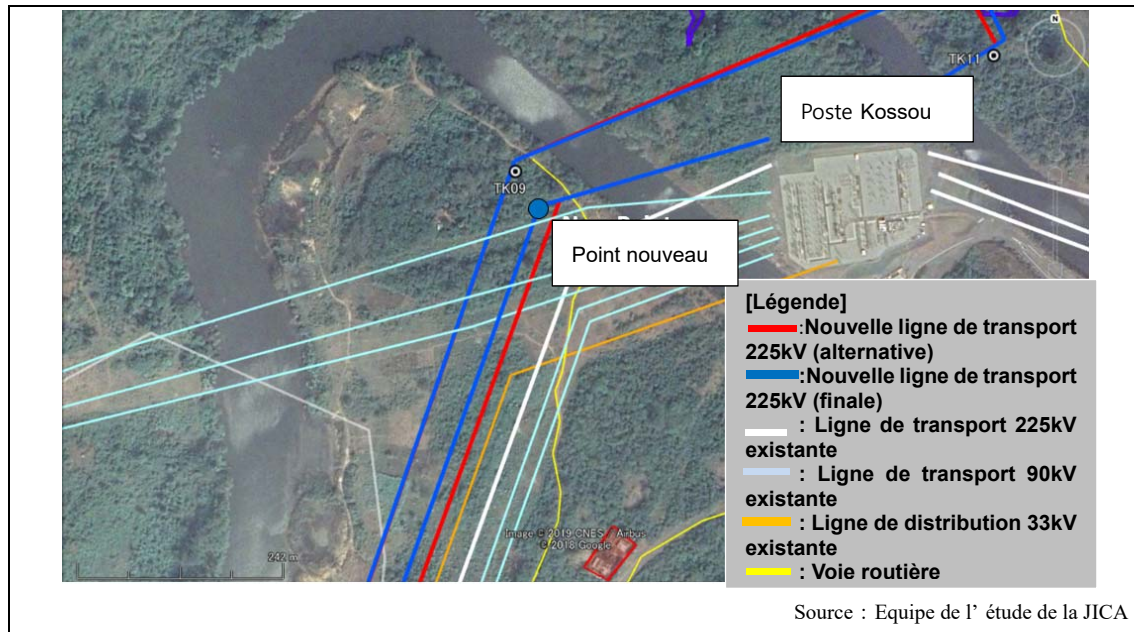 N
TK11
Poste Kossou
TK09
Point nouveau
[Légende]
:Nouvelle ligne de transport
225kV (alternative)
:Nouvelle ligne de transport
225kV (finale)
: Ligne de transport 225kV
existante
: Ligne de transport 90kV
existante
: Ligne de distribution 33kV
existante
: Voie routière
Image © 2019 CNES / Airbus
© 2018 Google
242 m
Source : Equipe de l’ étude de la JICA